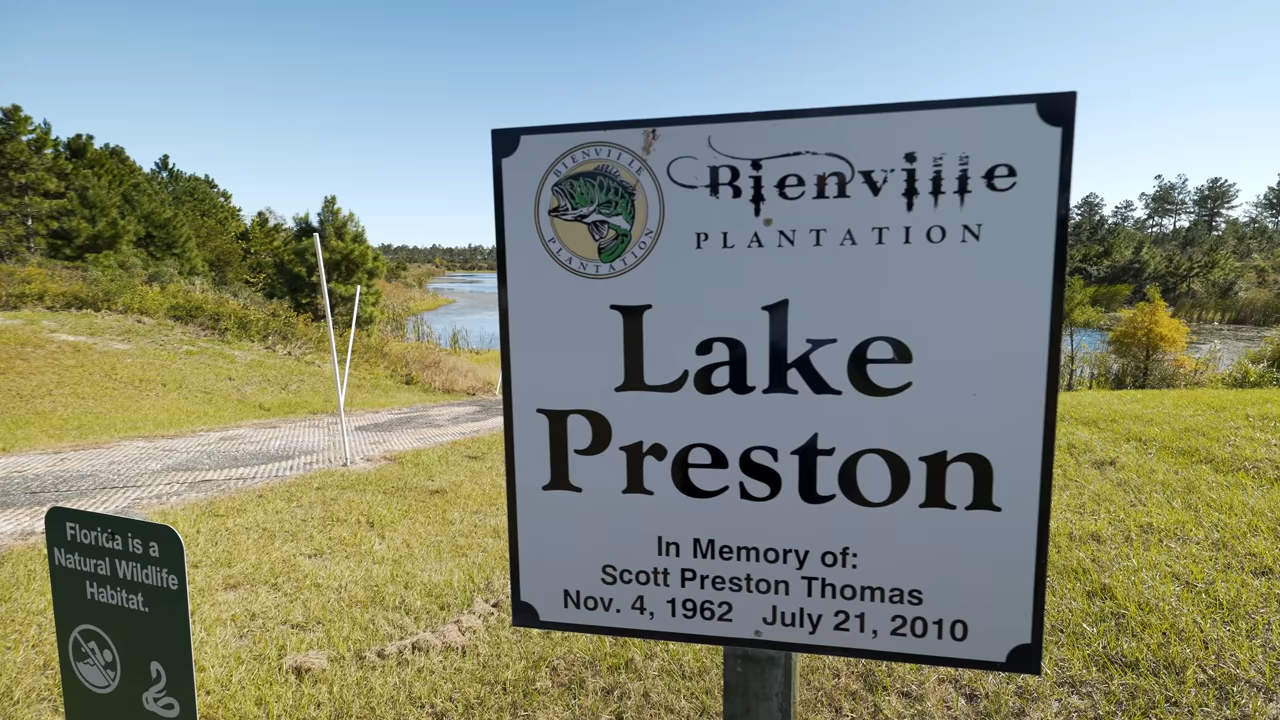 BIENVILLE
PLANTATION
Bienville
PLANTATION
Lake
Preston
In Memory of:
Scott Preston Thomas
Nov. 4, 1962 July 21, 2010
Florida is a
Natural Wildlife
Habitat.